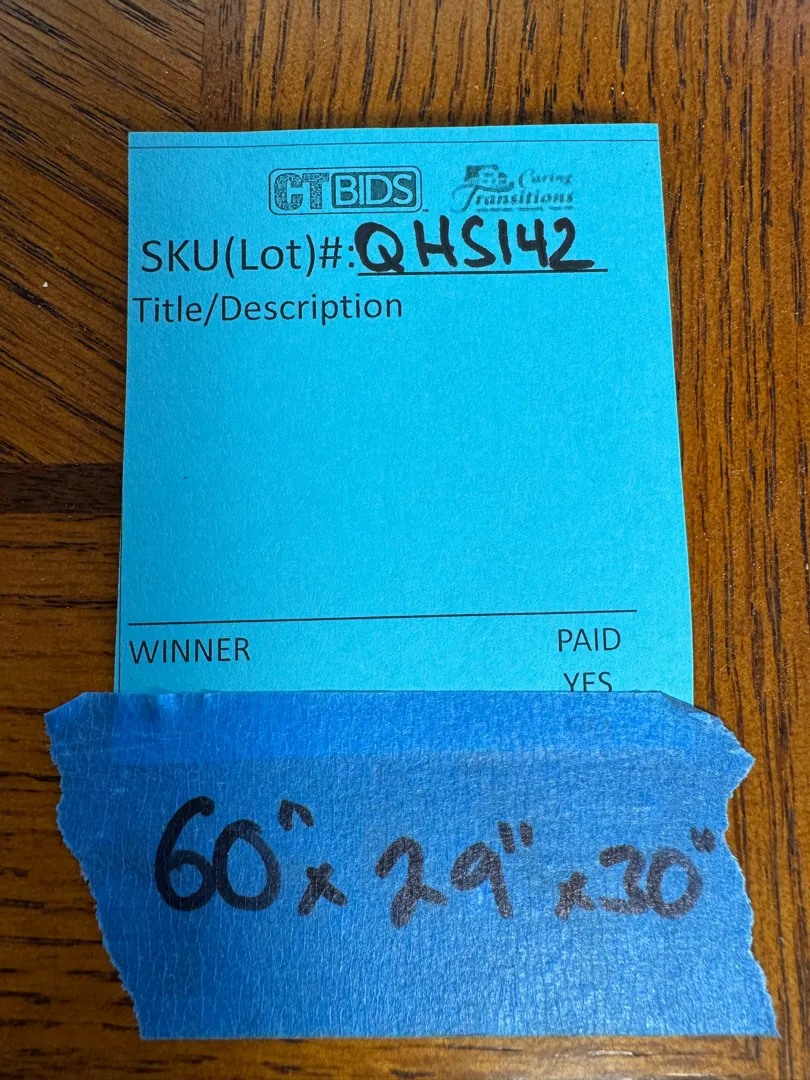 CT BIDS Caring Transitions
SKU(Lot)#: QHS142
Title/Description
WINNER PAID
YES
60" x 29" x 30"